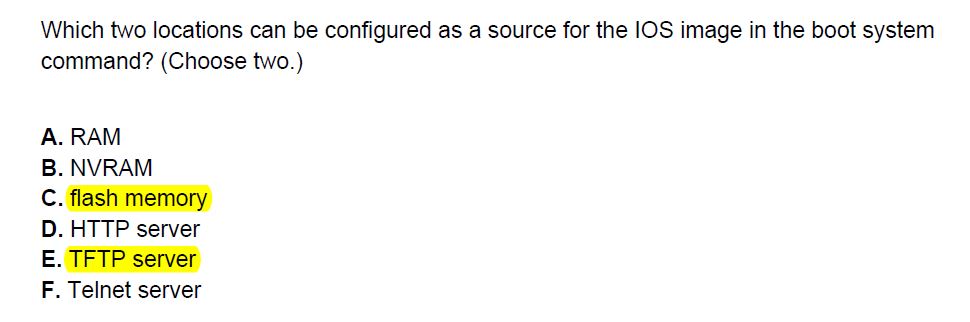 Which two locations can be configured as a source for the IOS image in the boot system
command? (Choose two.)
A. RAM
B. NVRAM
C. flash memory
D. HTTP server
E. TFTP server
F. Telnet server